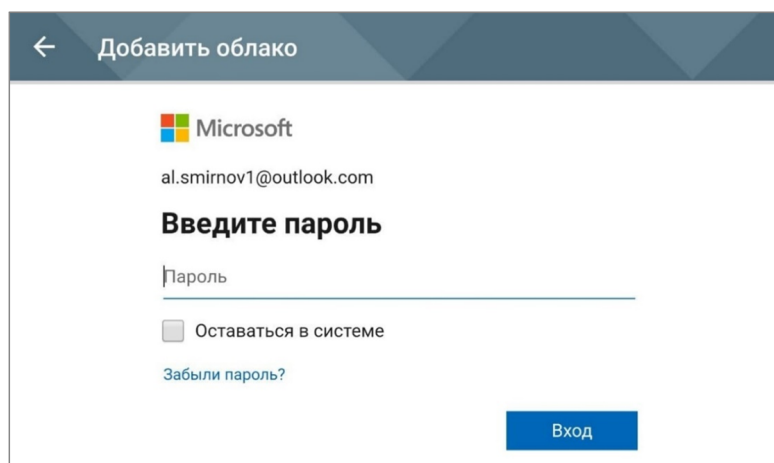 Добавить облако
Microsoft
al.smirnov1@outlook.com
Введите пароль
Пароль
Оставаться в системе
Забыли пароль?
Вход